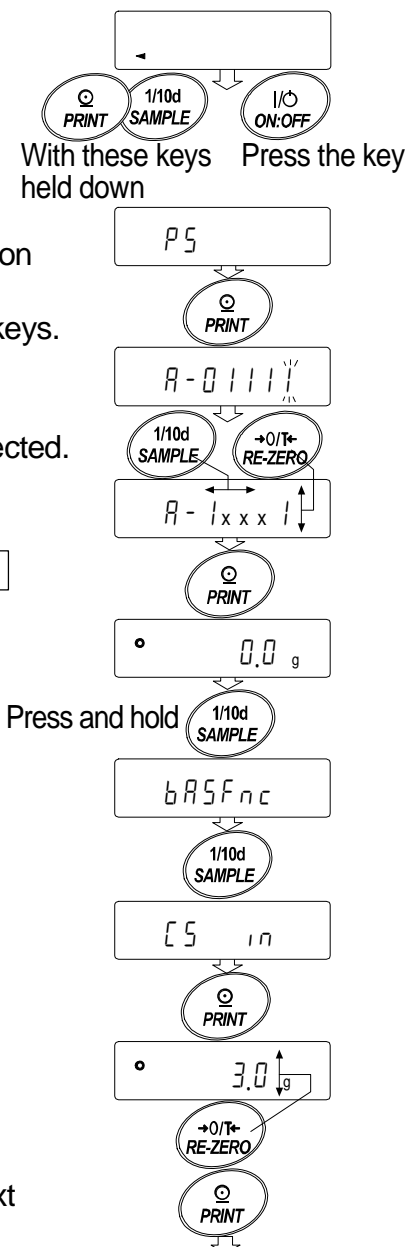 ◄
PRINT
1/10d
SAMPLE
I/⏻
ON:OFF
With these keys
held down
Press the key
on
PS
keys.
PRINT
A-01111
ected.
1/10d
SAMPLE
→0/T←
RE-ZERO
A-1xxx1
PRINT
0.0 g
Press and hold
1/10d
SAMPLE
bASFnc
1/10d
SAMPLE
CS in
PRINT
3.0 g
→0/T←
RE-ZERO
xt
PRINT